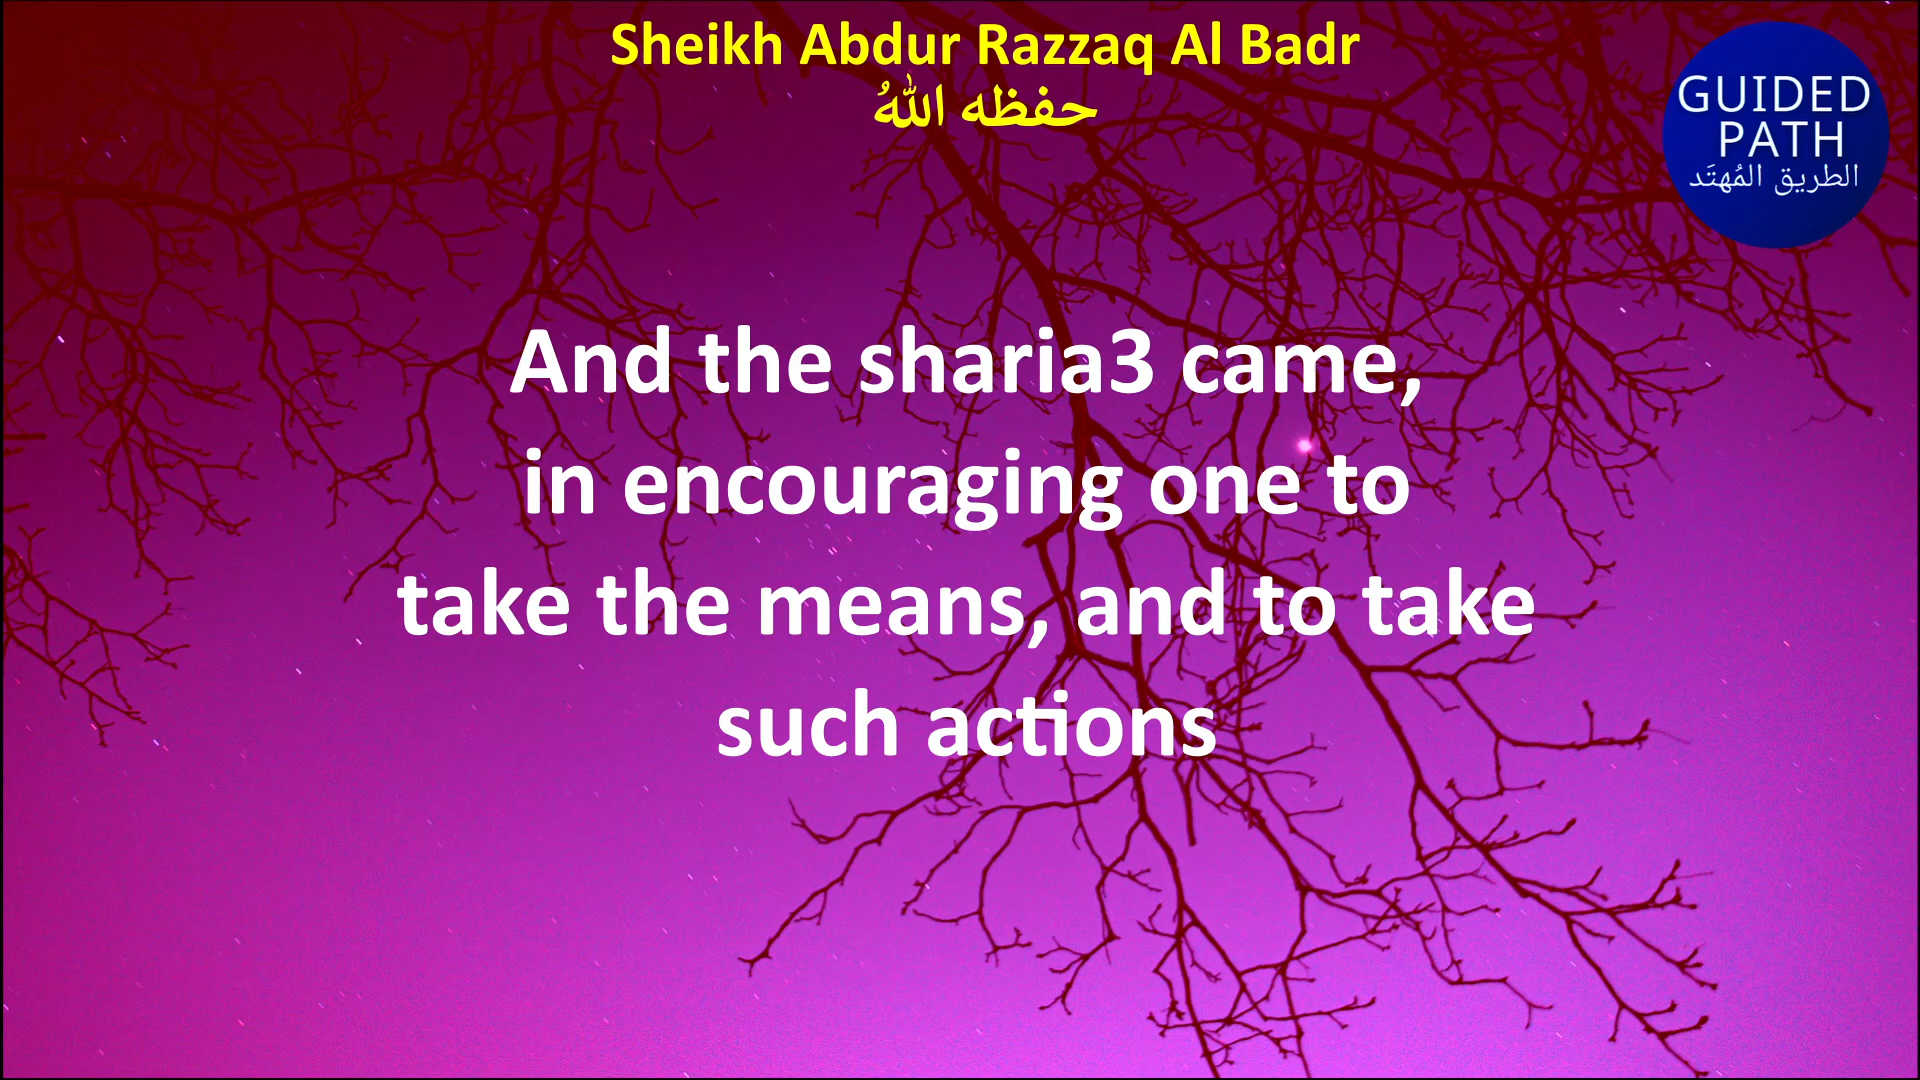 Sheikh Abdur Razzaq Al Badr
حفظه اللهُ
GUIDED
PATH
الطريق المُهتَد
And the sharia3 came,
in encouraging one to
take the means, and to take
such actions